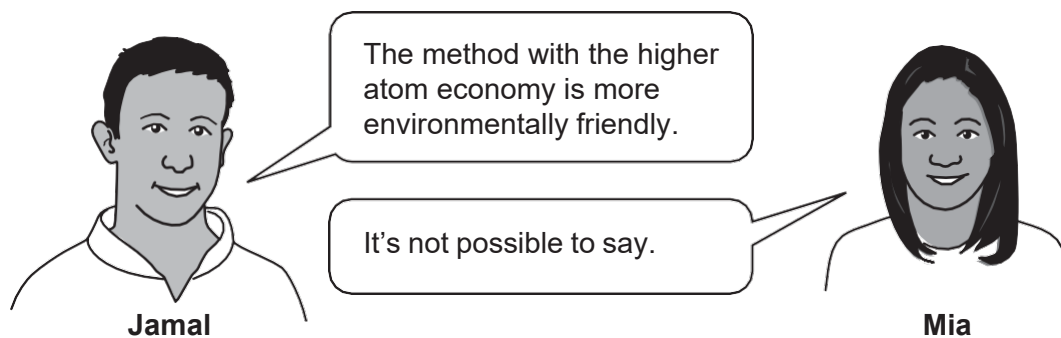 The method with the higher
atom economy is more
environmentally friendly.
It’s not possible to say.
Jamal
Mia